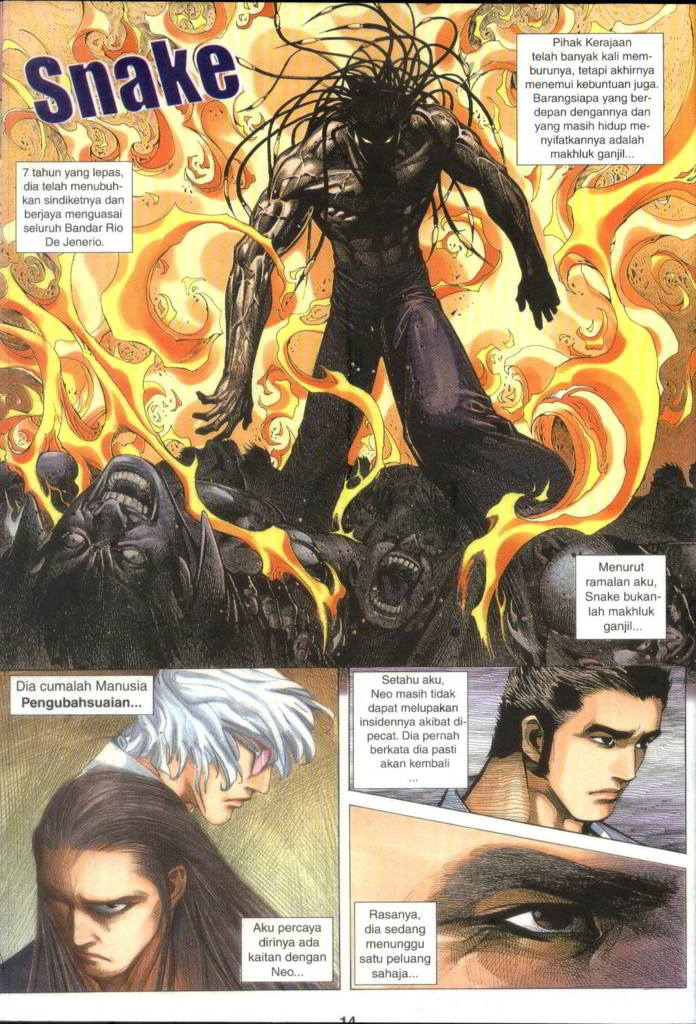 Snake
Pihak Kerajaan
telah banyak kali mem-
burunya, tetapi akhirnya
menemui kebuntuan juga.
Barangsiapa yang ber-
depan dengannya dan
yang masih hidup me-
nyifatkannya adalah
makhluk ganjil...
7 tahun yang lepas,
dia telah menubuh-
kan sindiketnya dan
berjaya menguasai
seluruh Bandar Rio
De Jenerio.
Menurut
ramalan aku,
Snake bukan-
lah makhluk
ganjil...
Dia cumalah Manusia
Pengubahsuaian...
Aku percaya
dirinya ada
kaitan dengan
Neo...
Setahu aku,
Neo masih tidak
dapat melupakan
insidennya akibat di-
pecat. Dia pernah
berkata dia pasti
akan kembali
...
Rasanya,
dia sedang
menunggu
satu peluang
sahaja...
14